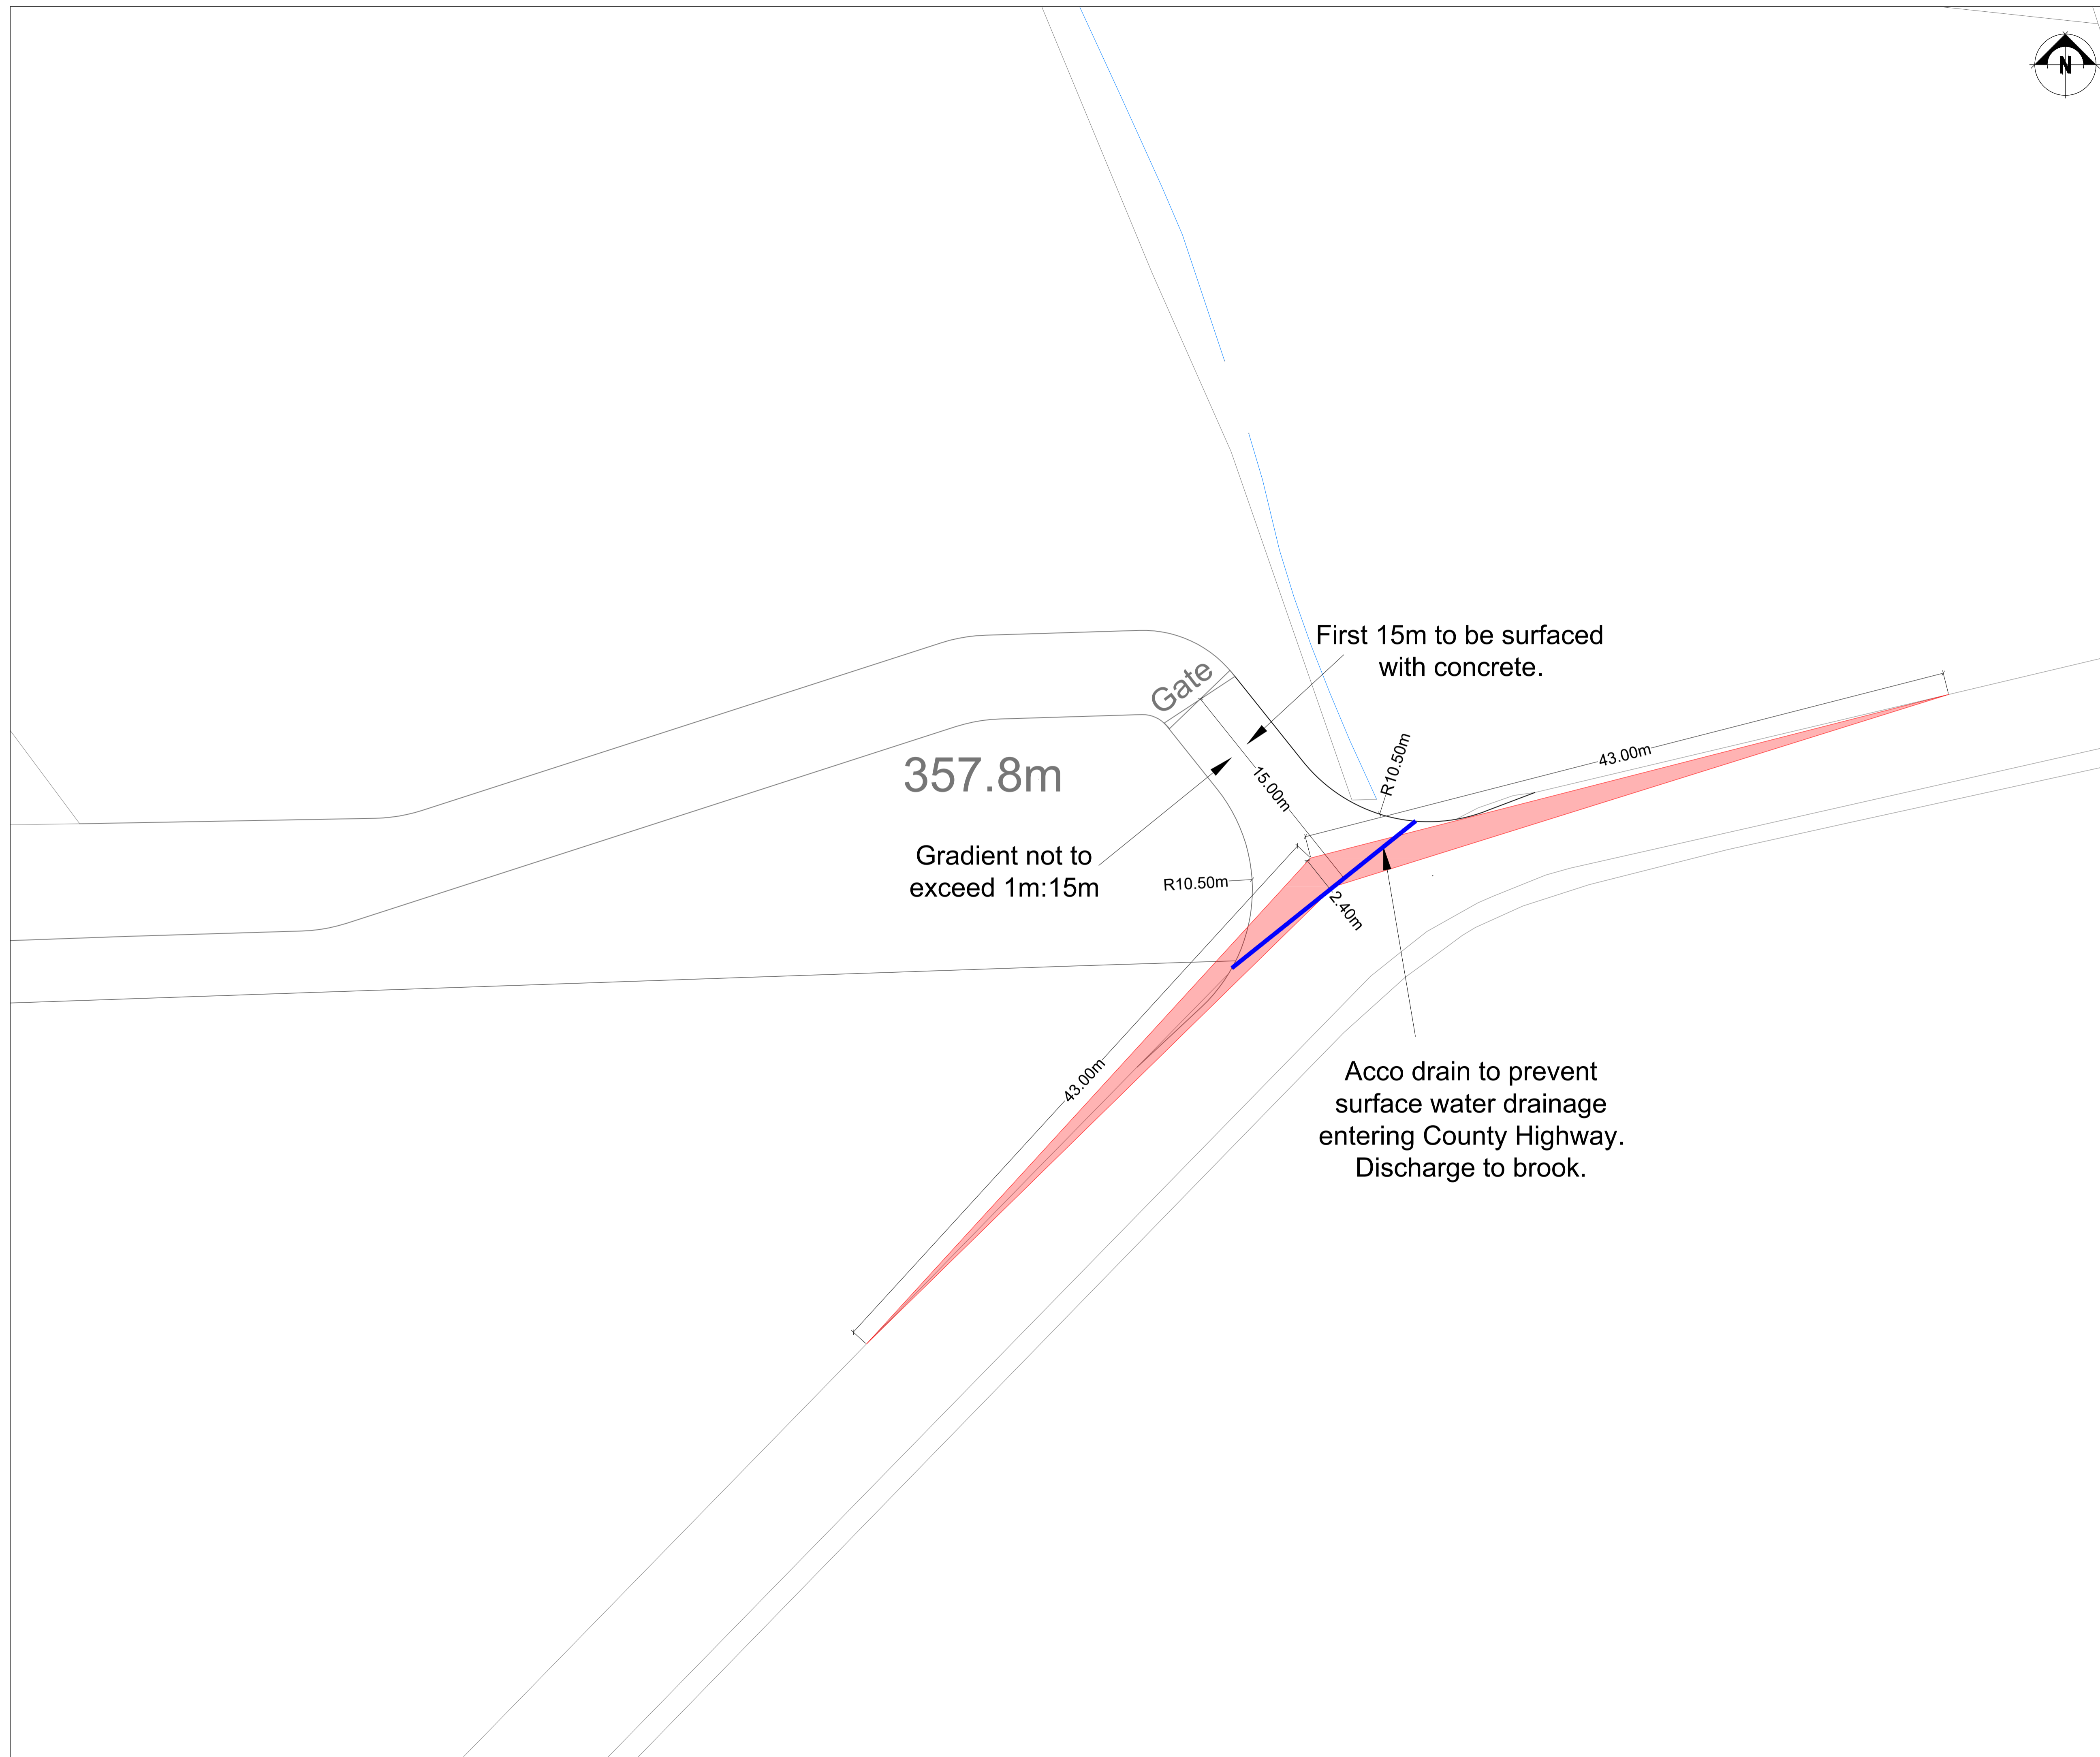 N
First 15m to be surfaced
with concrete.
Gate
R10.50m
43.00m
357.8m
15.00m
Gradient not to
exceed 1m:15m
R10.50m
2.40m
43.00m
Acco drain to prevent
surface water drainage
entering County Highway.
Discharge to brook.